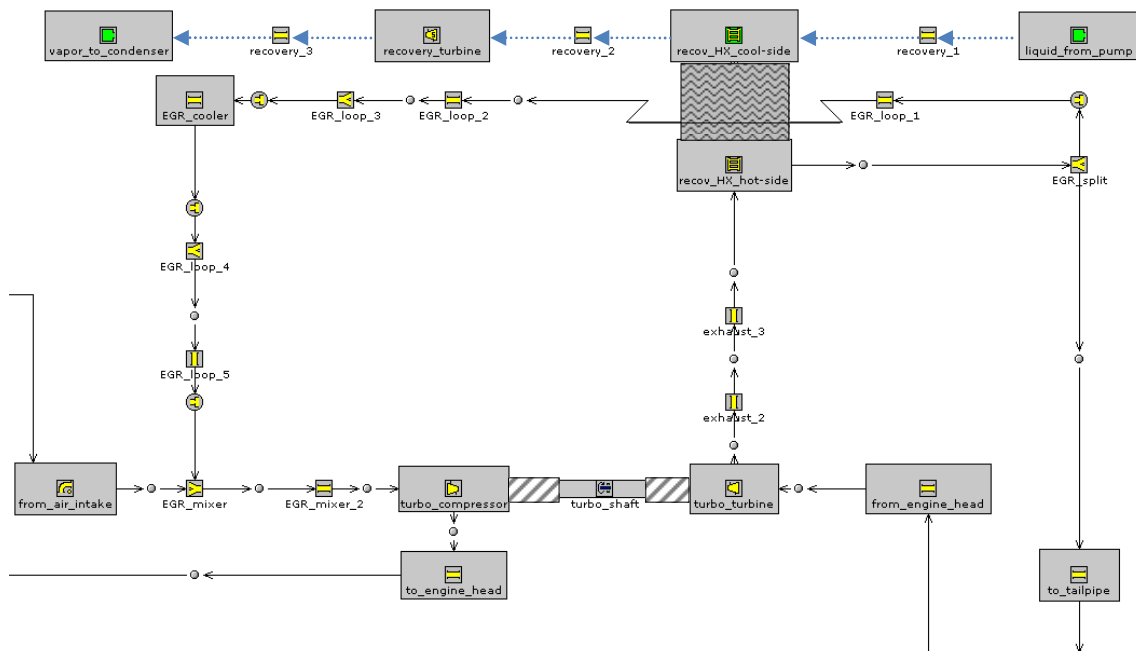 vapor_to_condenser
recovery_3
recovery_turbine
recovery_2
recov_HX_cool-side
recovery_1
liquid_from_pump
EGR_cooler
EGR_loop_3
EGR_loop_2
EGR_loop_1
recov_HX_hot-side
EGR_split
EGR_loop_4
exhaust_3
EGR_loop_5
exhaust_2
from_air_intake
EGR_mixer
EGR_mixer_2
turbo_compressor
turbo_shaft
turbo_turbine
from_engine_head
to_engine_head
to_tailpipe